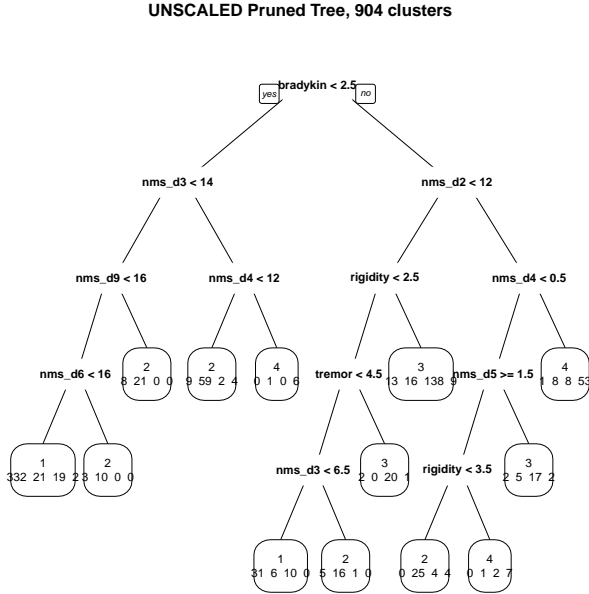 UNSCALED Pruned Tree, 904 clusters
bradykin < 2.5
yes
no
nms_d3 < 14
nms_d2 < 12
nms_d9 < 16
nms_d4 < 12
rigidity < 2.5
nms_d4 < 0.5
nms_d6 < 16
2
8 21 0 0
2
9 59 2 4
4
0 1 0 6
tremor < 4.5
3
13 16 138 9
nms_d5 >= 1.5
4
1 8 8 53
1
332 21 19 2
2
3 10 0 0
nms_d3 < 6.5
3
2 0 20 1
rigidity < 3.5
3
2 5 17 2
1
31 6 10 0
2
5 16 1 0
2
0 25 4 4
4
0 1 2 7